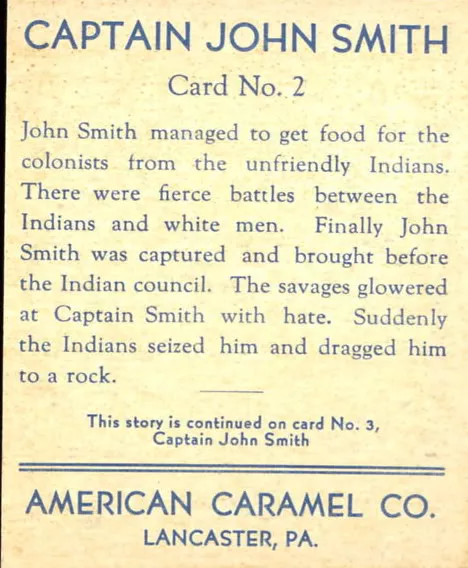 CAPTAIN JOHN SMITH
Card No. 2
John Smith managed to get food for the
colonists from the unfriendly Indians.
There were fierce battles between the
Indians and white men. Finally John
Smith was captured and brought before
the Indian council. The savages glowered
at Captain Smith with hate. Suddenly
the Indians seized him and dragged him
to a rock.
This story is continued on card No. 3,
Captain John Smith
AMERICAN CARAMEL CO.
LANCASTER, PA.